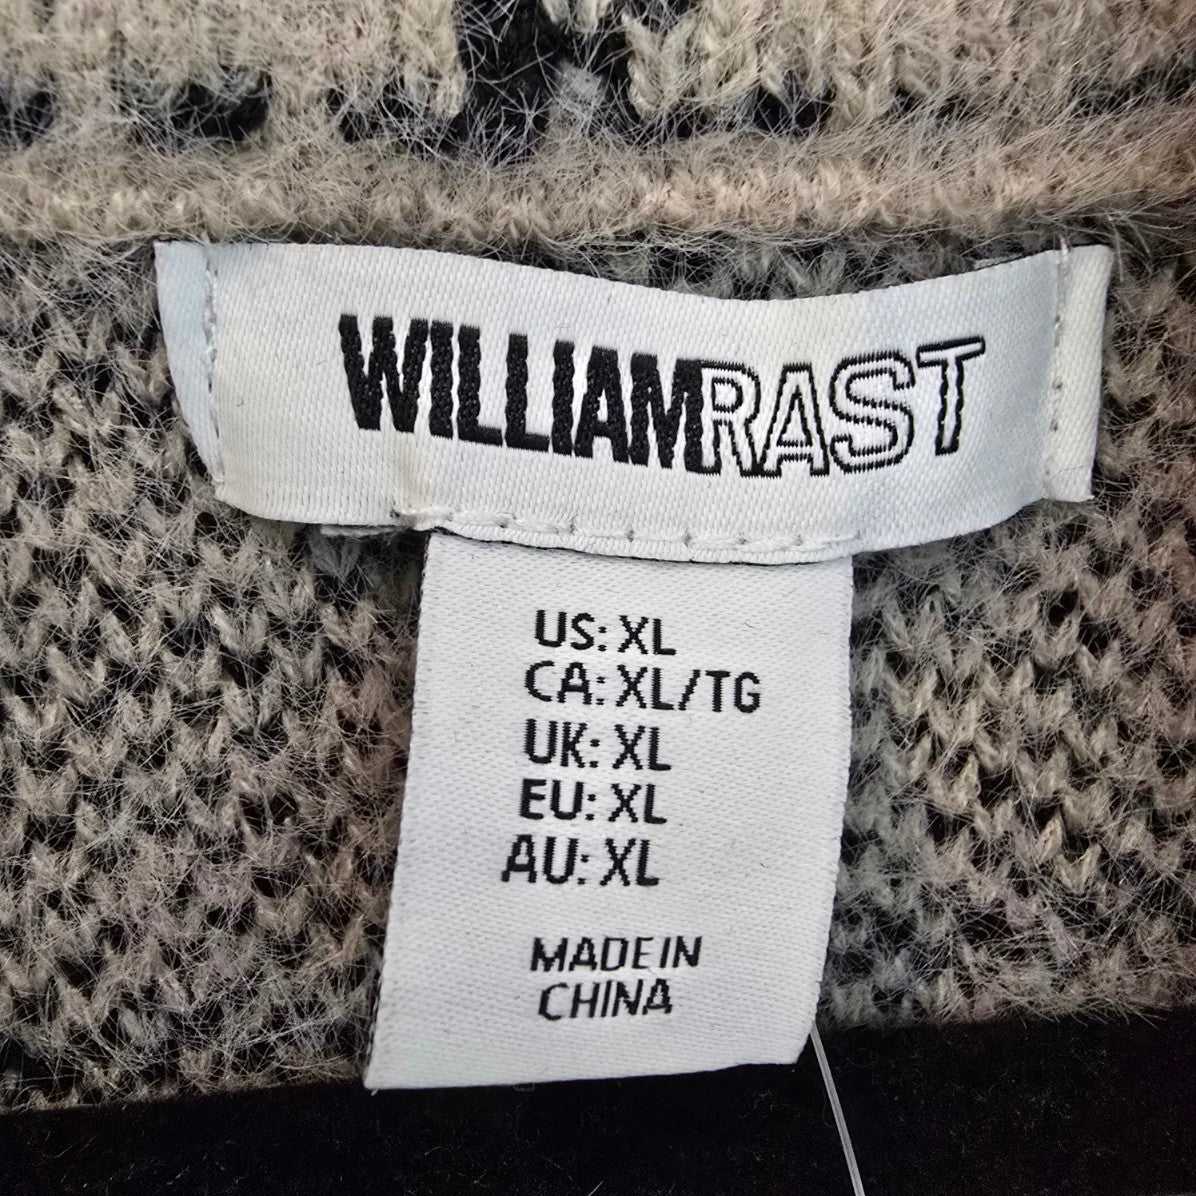 WILLIAMRAST
US: XL
CA: XL/TG
UK: XL
EU: XL
AU: XL
MADE IN
CHINA